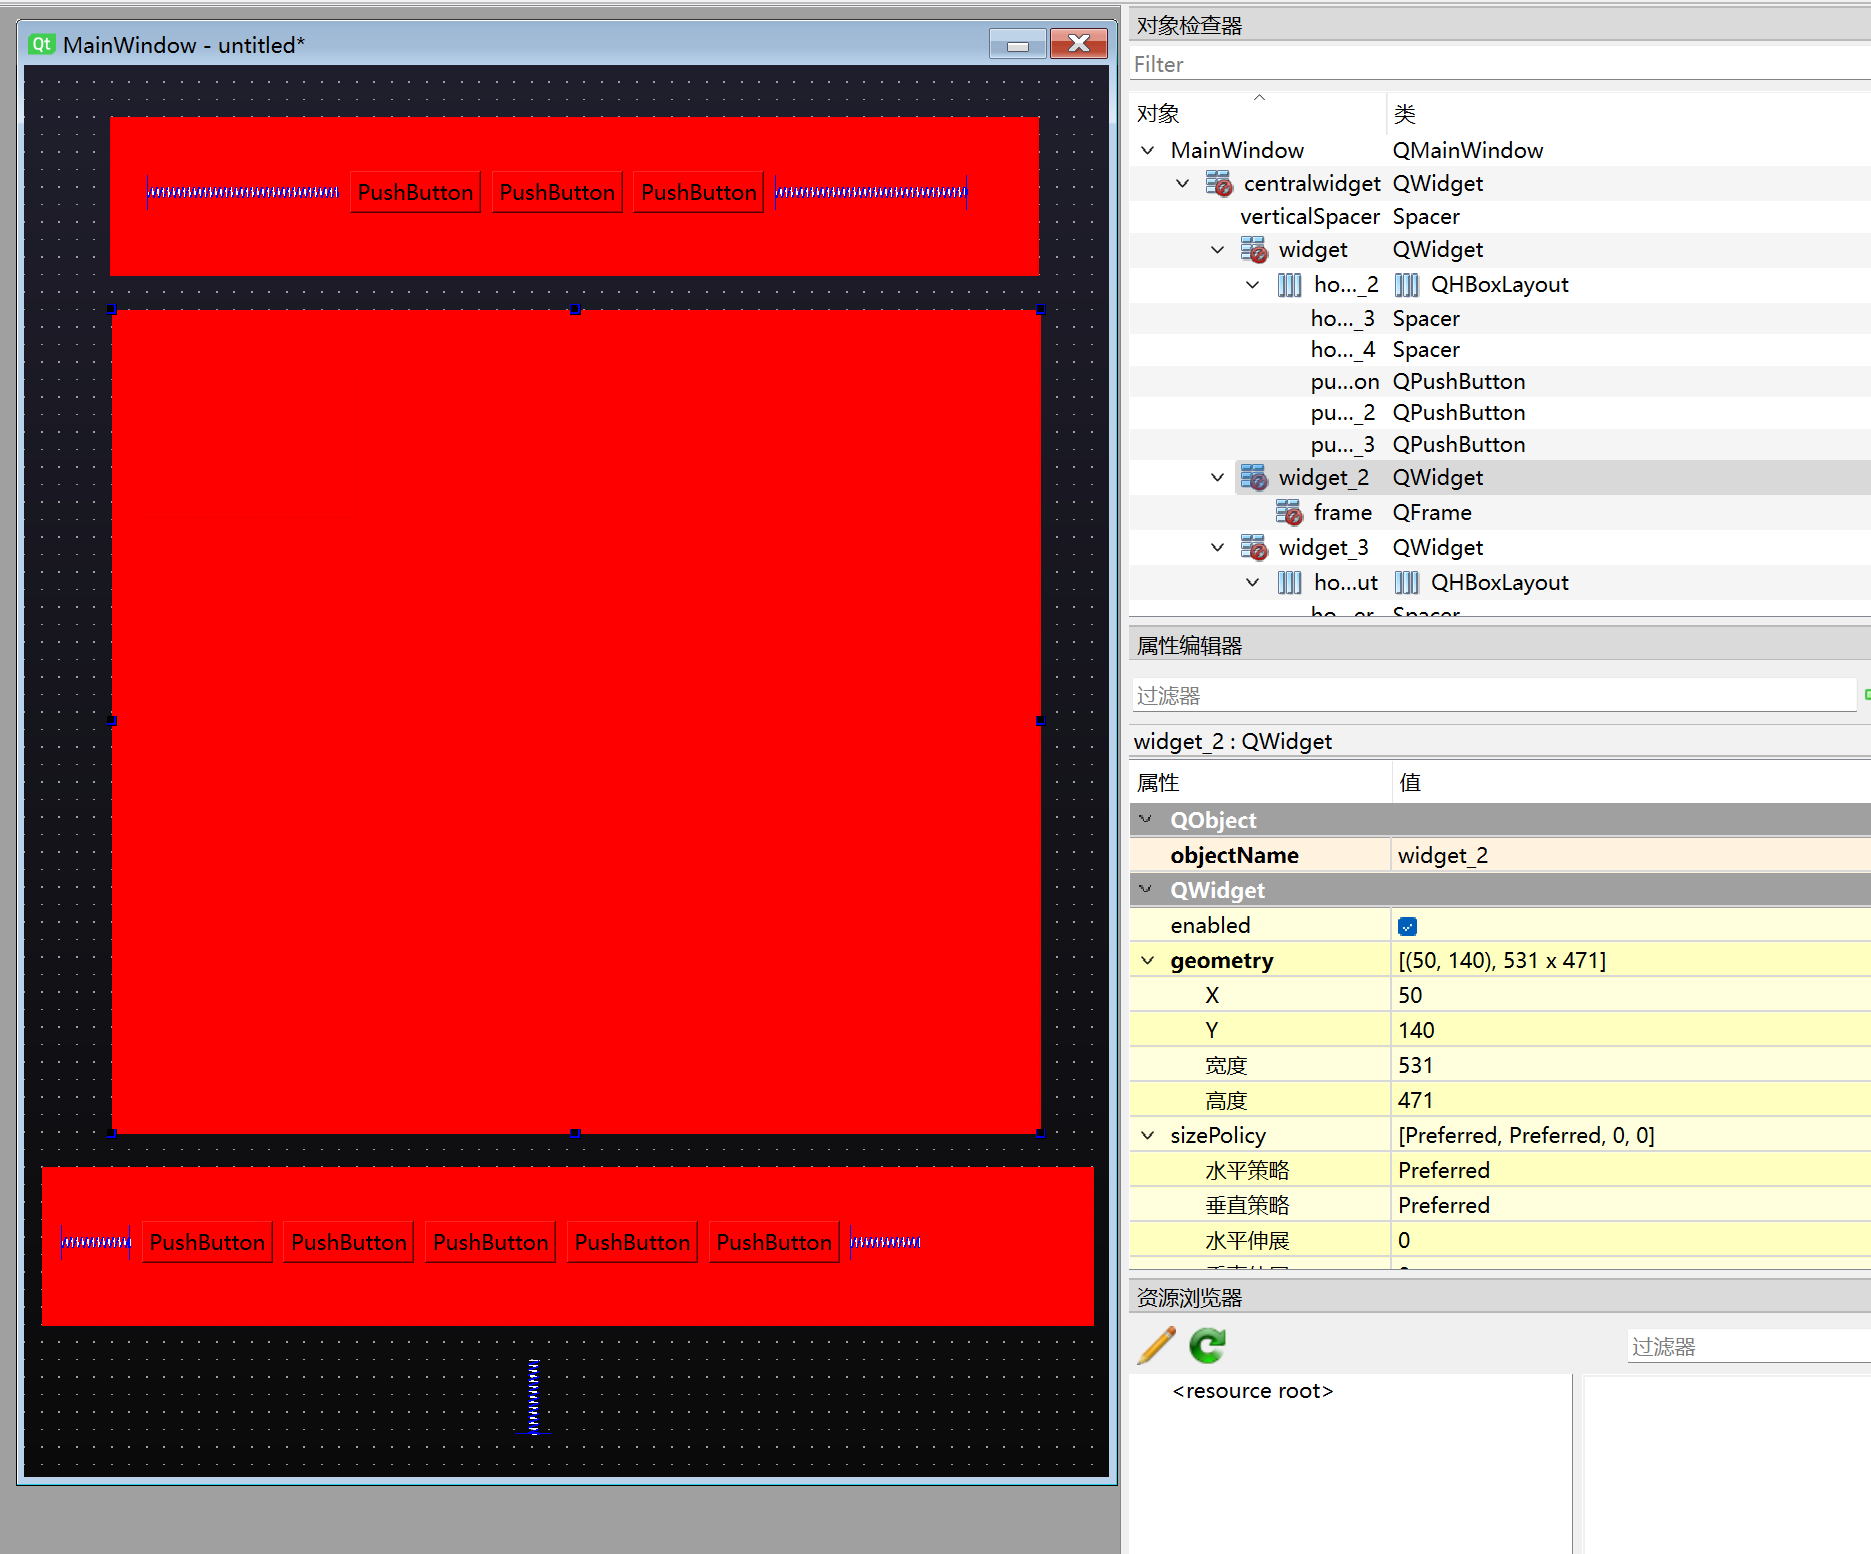 MainWindow - untitled*
PushButton PushButton PushButton
PushButton PushButton PushButton PushButton PushButton
对象检查器
Filter
对象 类
MainWindow QMainWindow
centralwidget QWidget
verticalSpacer Spacer
widget QWidget
ho..._2 QHBoxLayout
ho..._3 Spacer
ho..._4 Spacer
pu...on QPushButton
pu..._2 QPushButton
pu..._3 QPushButton
widget_2 QWidget
frame QFrame
widget_3 QWidget
ho...ut QHBoxLayout
ho...er Spacer
属性编辑器
过滤器
widget_2 : QWidget
属性 值
QObject
objectName widget_2
QWidget
enabled
geometry [(50, 140), 531 x 471]
X 50
Y 140
宽度 531
高度 471
sizePolicy [Preferred, Preferred, 0, 0]
水平策略 Preferred
垂直策略 Preferred
水平伸展 0
资源浏览器
过滤器
<resource root>